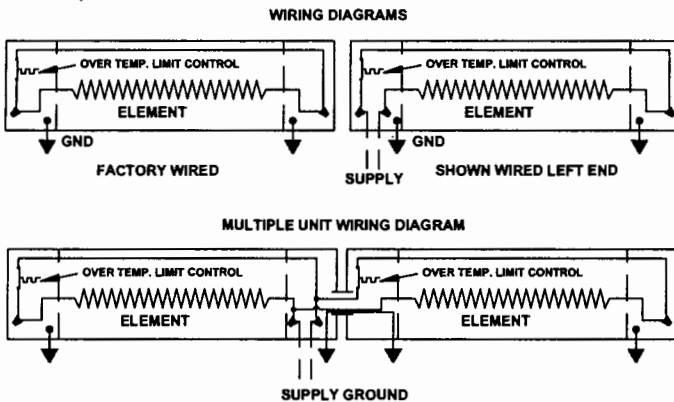 WIRING DIAGRAMS
OVER TEMP. LIMIT CONTROL
ELEMENT
GND
FACTORY WIRED
OVER TEMP. LIMIT CONTROL
ELEMENT
GND
SUPPLY
SHOWN WIRED LEFT END
MULTIPLE UNIT WIRING DIAGRAM
OVER TEMP. LIMIT CONTROL
ELEMENT
OVER TEMP. LIMIT CONTROL
ELEMENT
SUPPLY GROUND